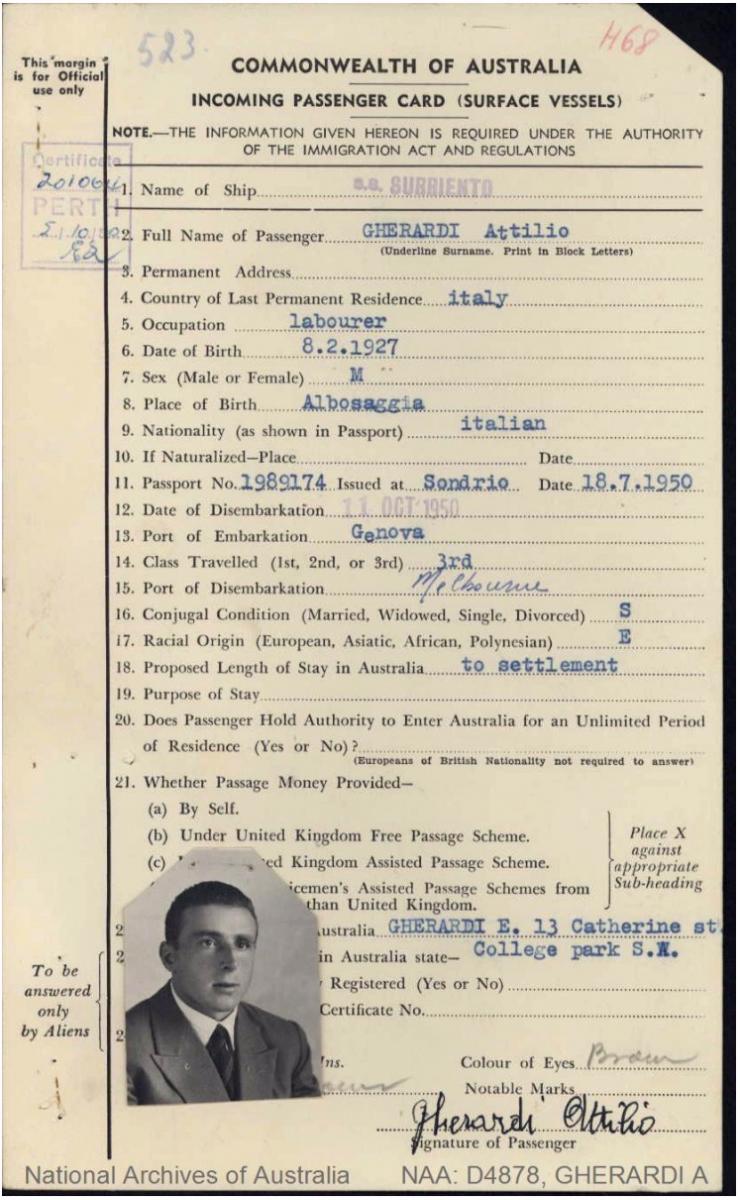 523.
H68
This margin
is for Official
use only
COMMONWEALTH OF AUSTRALIA
INCOMING PASSENGER CARD (SURFACE VESSELS)
NOTE.—THE INFORMATION GIVEN HEREON IS REQUIRED UNDER THE AUTHORITY
OF THE IMMIGRATION ACT AND REGULATIONS
Certificate
201064
PERTH
1. Name of Ship s.s. SURRIENTO
2. Full Name of Passenger GHERARDI Attilio
(Underline Surname. Print in Block Letters)
3. Permanent Address
4. Country of Last Permanent Residence italy
5. Occupation labourer
6. Date of Birth 8.2.1927
7. Sex (Male or Female) M
8. Place of Birth Albosaggia
9. Nationality (as shown in Passport) italian
10. If Naturalized—Place Date
11. Passport No. 1989174 Issued at Sondrio Date 18.7.1950
12. Date of Disembarkation 11 OCT 1950
13. Port of Embarkation Genova
14. Class Travelled (1st, 2nd, or 3rd) 3rd
15. Port of Disembarkation Melbourne
16. Conjugal Condition (Married, Widowed, Single, Divorced) S
17. Racial Origin (European, Asiatic, African, Polynesian) E
18. Proposed Length of Stay in Australia to settlement
19. Purpose of Stay
20. Does Passenger Hold Authority to Enter Australia for an Unlimited Period
of Residence (Yes or No)?
(Europeans of British Nationality not required to answer)
21. Whether Passage Money Provided—
(a) By Self.
(b) Under United Kingdom Free Passage Scheme.
(c) ed Kingdom Assisted Passage Scheme.
icemen's Assisted Passage Schemes from
than United Kingdom.
Place X
against
appropriate
Sub-heading
2 ustralia GHERARDI E. 13 Catherine st.
2 in Australia state— College park S.W.
Registered (Yes or No)
Certificate No.
To be
answered
only
by Aliens
2
Ins. Colour of Eyes Brown
Notable Marks
Gherardi Attilio
Signature of Passenger
National Archives of Australia NAA: D4878, GHERARDI A